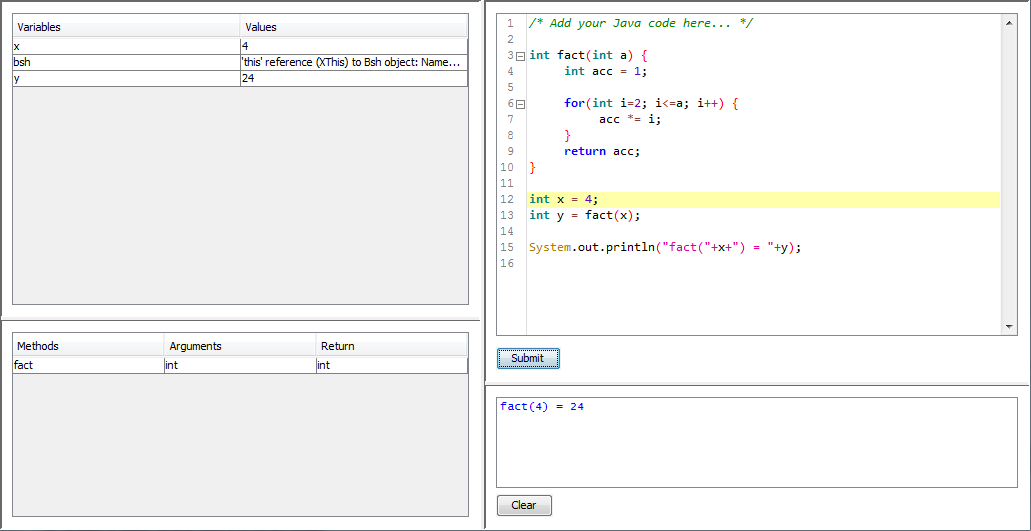 Variables Values
x 4
bsh 'this' reference (XThis) to Bsh object: Name...
y 24
Methods Arguments Return
fact int int
1 /* Add your Java code here... */
2
3 int fact(int a) {
4 int acc = 1;
5
6 for(int i=2; i<=a; i++) {
7 acc *= i;
8 }
9 return acc;
10 }
11
12 int x = 4;
13 int y = fact(x);
14
15 System.out.println("fact("+x+") = "+y);
16
Submit
fact(4) = 24
Clear